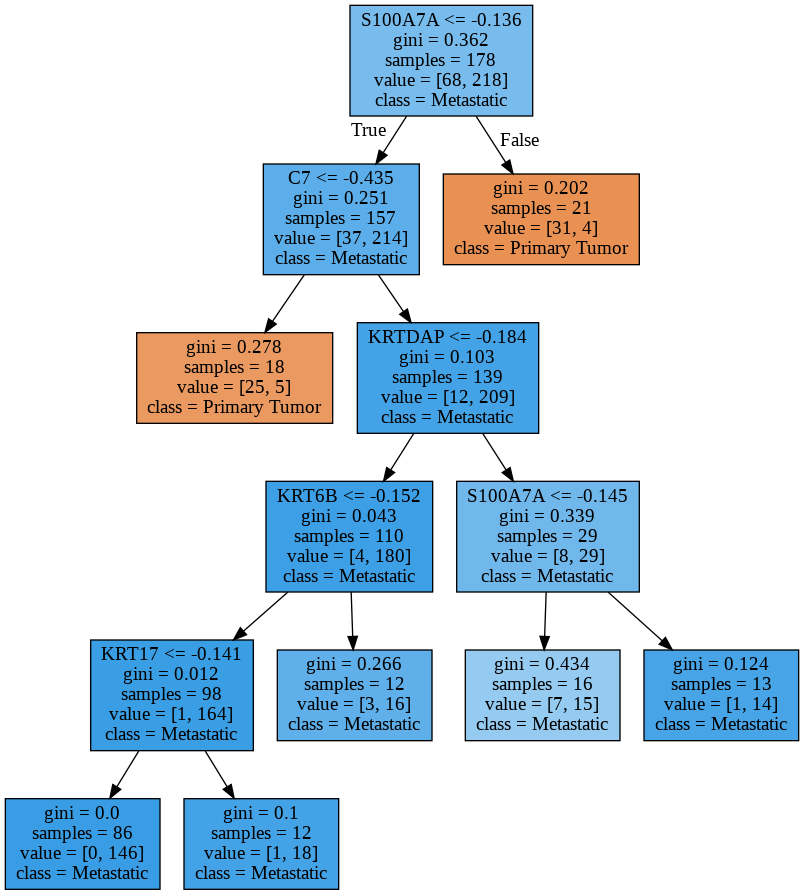 S100A7A <= -0.136
gini = 0.362
samples = 178
value = [68, 218]
class = Metastatic
True
False
C7 <= -0.435
gini = 0.251
samples = 157
value = [37, 214]
class = Metastatic
gini = 0.202
samples = 21
value = [31, 4]
class = Primary Tumor
gini = 0.278
samples = 18
value = [25, 5]
class = Primary Tumor
KRTDAP <= -0.184
gini = 0.103
samples = 139
value = [12, 209]
class = Metastatic
KRT6B <= -0.152
gini = 0.043
samples = 110
value = [4, 180]
class = Metastatic
S100A7A <= -0.145
gini = 0.339
samples = 29
value = [8, 29]
class = Metastatic
KRT17 <= -0.141
gini = 0.012
samples = 98
value = [1, 164]
class = Metastatic
gini = 0.266
samples = 12
value = [3, 16]
class = Metastatic
gini = 0.434
samples = 16
value = [7, 15]
class = Metastatic
gini = 0.124
samples = 13
value = [1, 14]
class = Metastatic
gini = 0.0
samples = 86
value = [0, 146]
class = Metastatic
gini = 0.1
samples = 12
value = [1, 18]
class = Metastatic